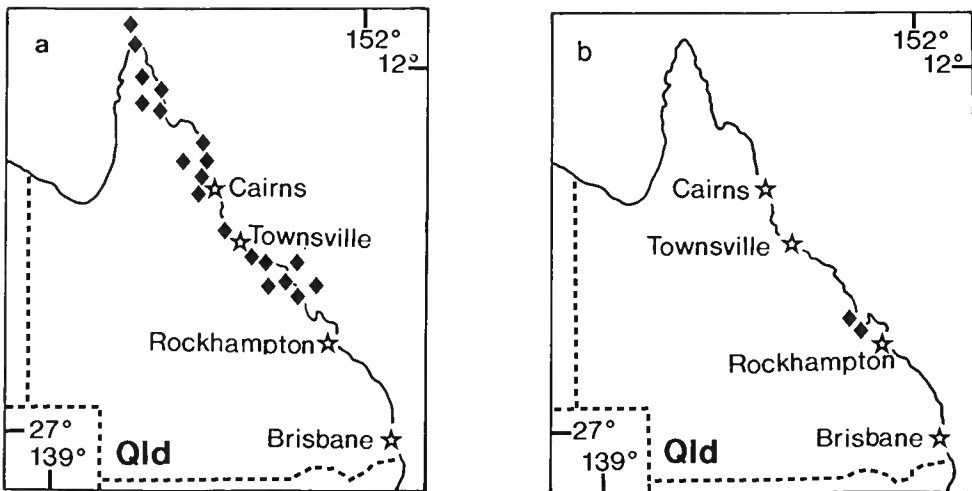 a
152°
12°
Cairns
Townsville
Rockhampton
Brisbane
27°
139°
Qld
b
152°
12°
Cairns
Townsville
Rockhampton
Brisbane
27°
139°
Qld